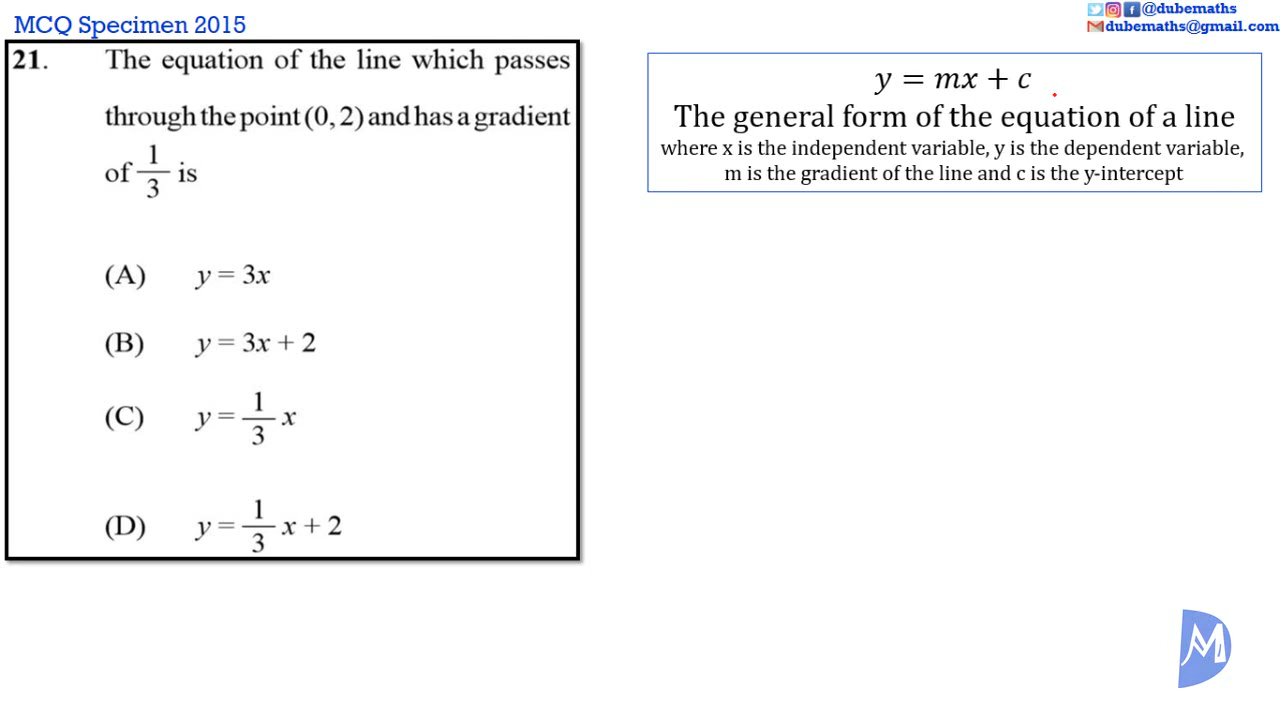 MCQ Specimen 2015
@dubemaths
dubemaths@gmail.com
21. The equation of the line which passes
through the point (0, 2) and has a gradient
of 1/3 is
(A) y = 3x
(B) y = 3x + 2
(C) y = 1/3 x
(D) y = 1/3 x + 2
y = mx + c
The general form of the equation of a line
where x is the independent variable, y is the dependent variable,
m is the gradient of the line and c is the y-intercept
DM